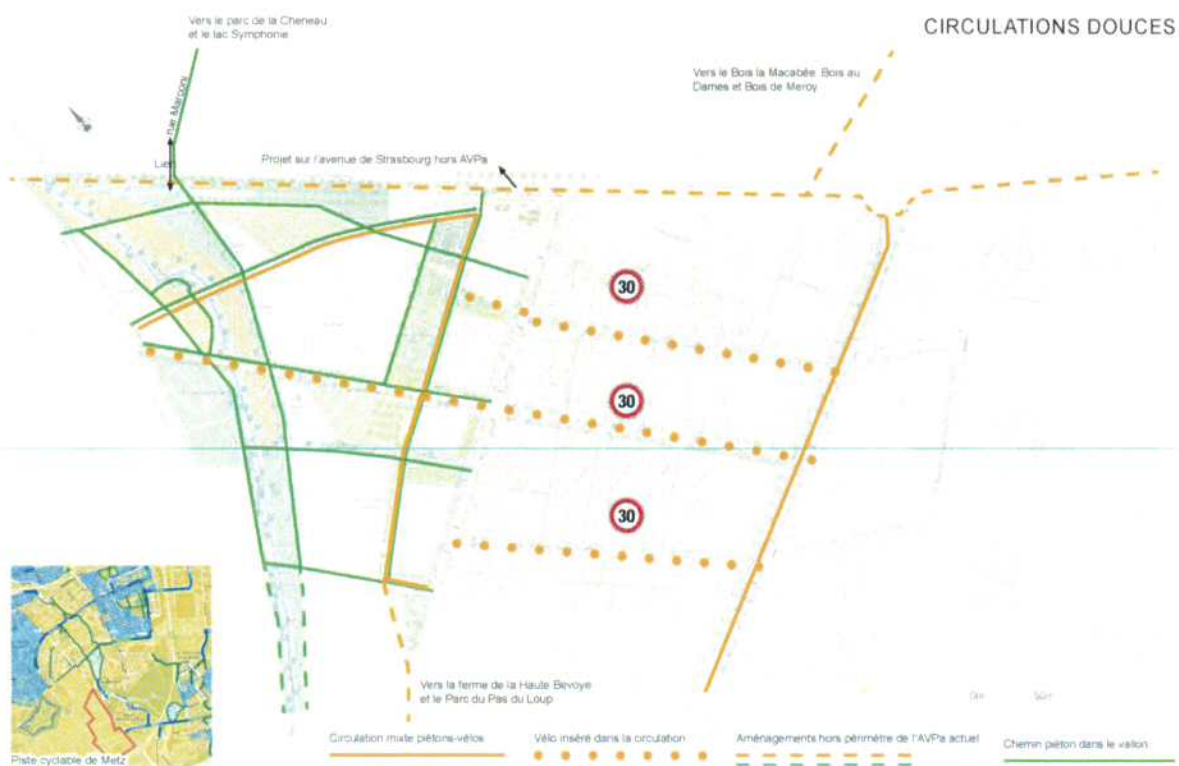 CIRCULATIONS DOUCES
Vers le parc de la Cheneau
et le lac Symphonie
Vers le Bois la Macabée Bois au
Dames et Bois de Meroy
rue Marconi
Projet sur l'avenue de Strasbourg hors AVPa
30
30
30
Vers la ferme de la Haute Bevoye
et le Parc du Pas du Loup
Circulation mixte piétons-vélos
Vélo inséré dans la circulation
Aménagements hors périmètre de l'AVPa actuel
Chemin piéton dans le vallon
Piste cyclable de Metz